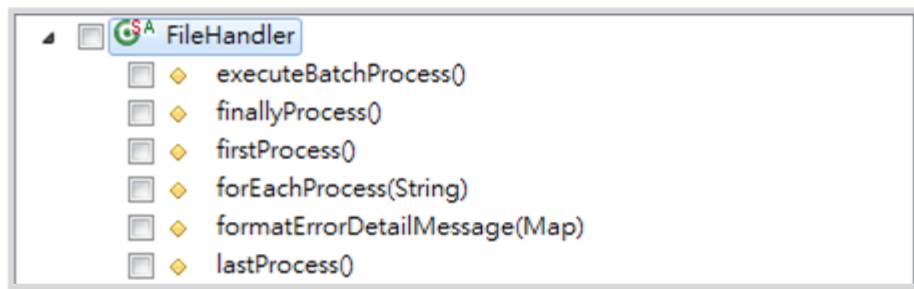 S A FileHandler
executeBatchProcess()
finallyProcess()
firstProcess()
forEachProcess(String)
formatErrorDetailMessage(Map)
lastProcess()